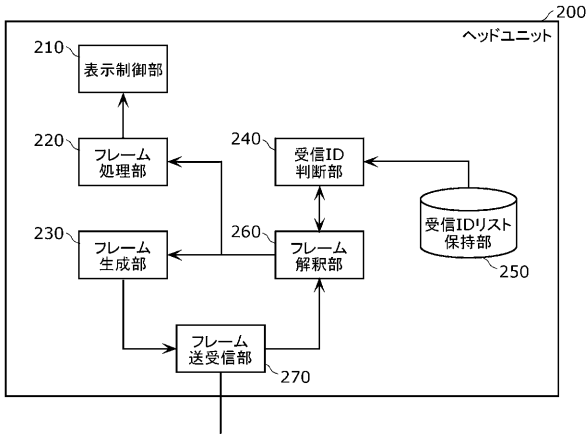 200
ヘッドユニット
210
表示制御部
220
フレーム
処理部
240
受信ID
判断部
230
フレーム
生成部
260
フレーム
解釈部
受信IDリスト
保持部
250
フレーム
送受信部
270